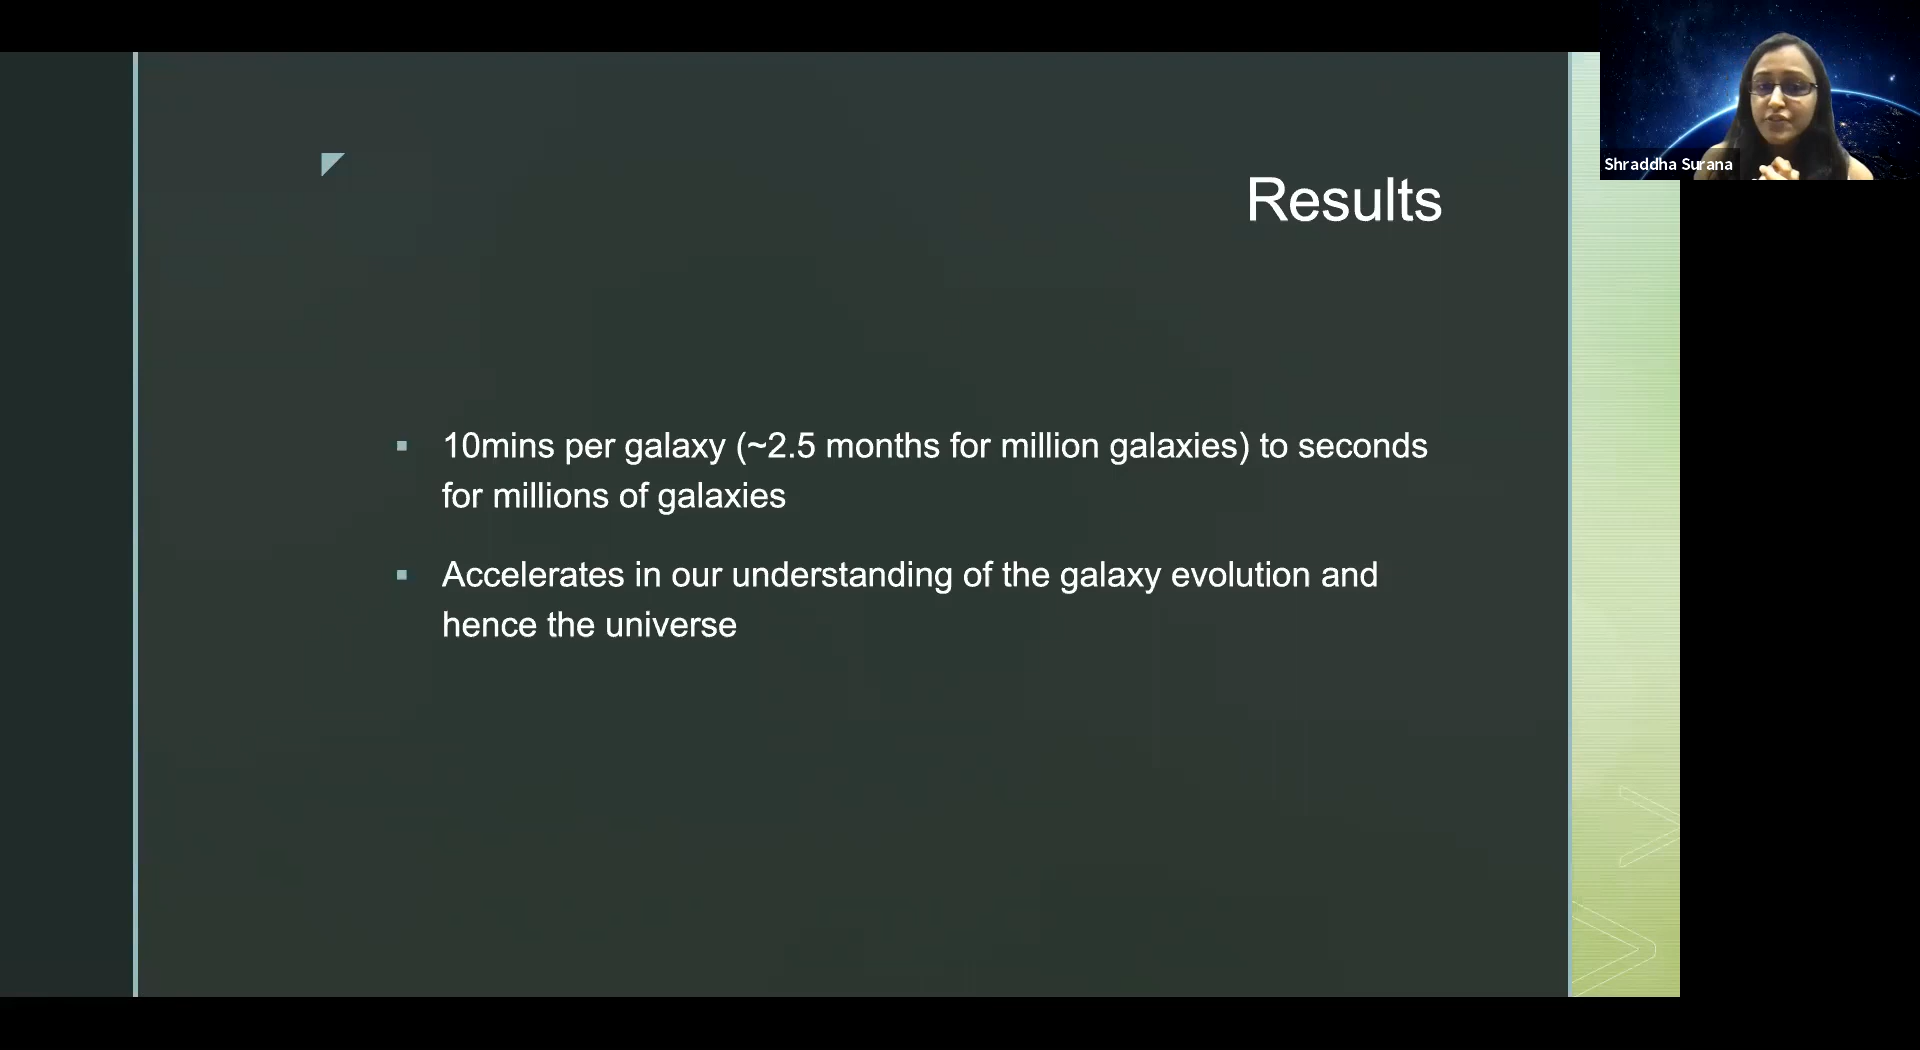 Shraddha Surana
Results
10mins per galaxy (~2.5 months for million galaxies) to seconds
for millions of galaxies
Accelerates in our understanding of the galaxy evolution and
hence the universe